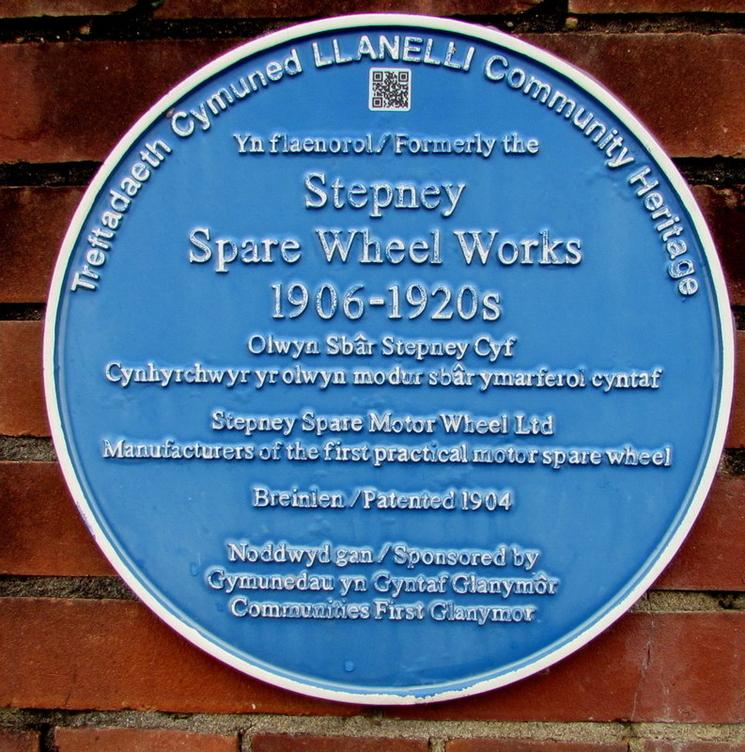 Treftadaeth Cymuned LLANELLI Community Heritage
Yn flaenorol/Formerly the
Stepney
Spare Wheel Works
1906-1920s
Olwyn Sbâr Stepney Cyf
Cynhyrchwyr yr olwyn modur sbâr ymarferol cyntaf
Stepney Spare Motor Wheel Ltd
Manufacturers of the first practical motor spare wheel
Breinlen/Patented 1904
Noddwyd gan/Sponsored by
Gymunedau yn Gyntaf Glanymôr
Communities First Glanymor